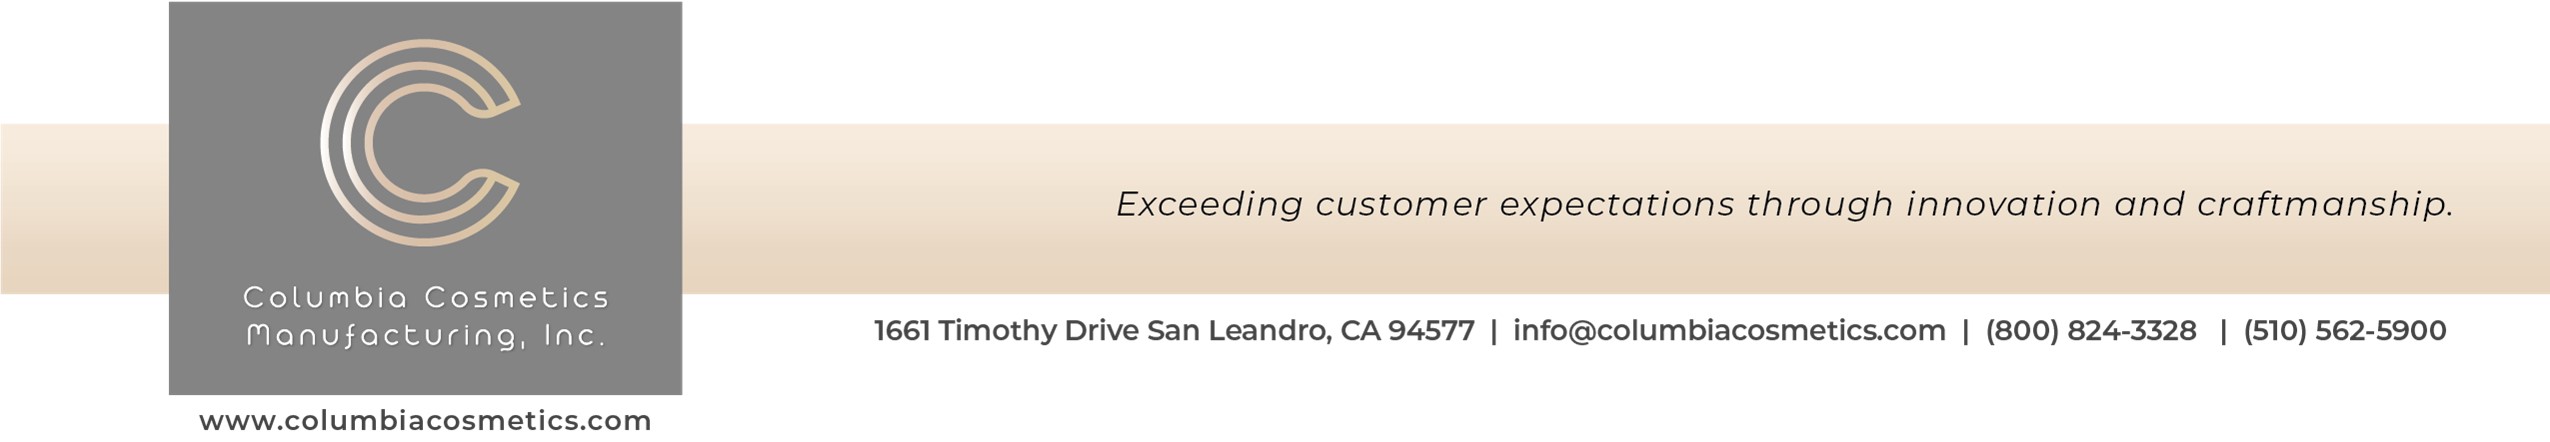 Columbia Cosmetics
Manufacturing, Inc.
www.columbiacosmetics.com
Exceeding customer expectations through innovation and craftmanship.
1661 Timothy Drive San Leandro, CA 94577 | info@columbiacosmetics.com | (800) 824-3328 | (510) 562-5900